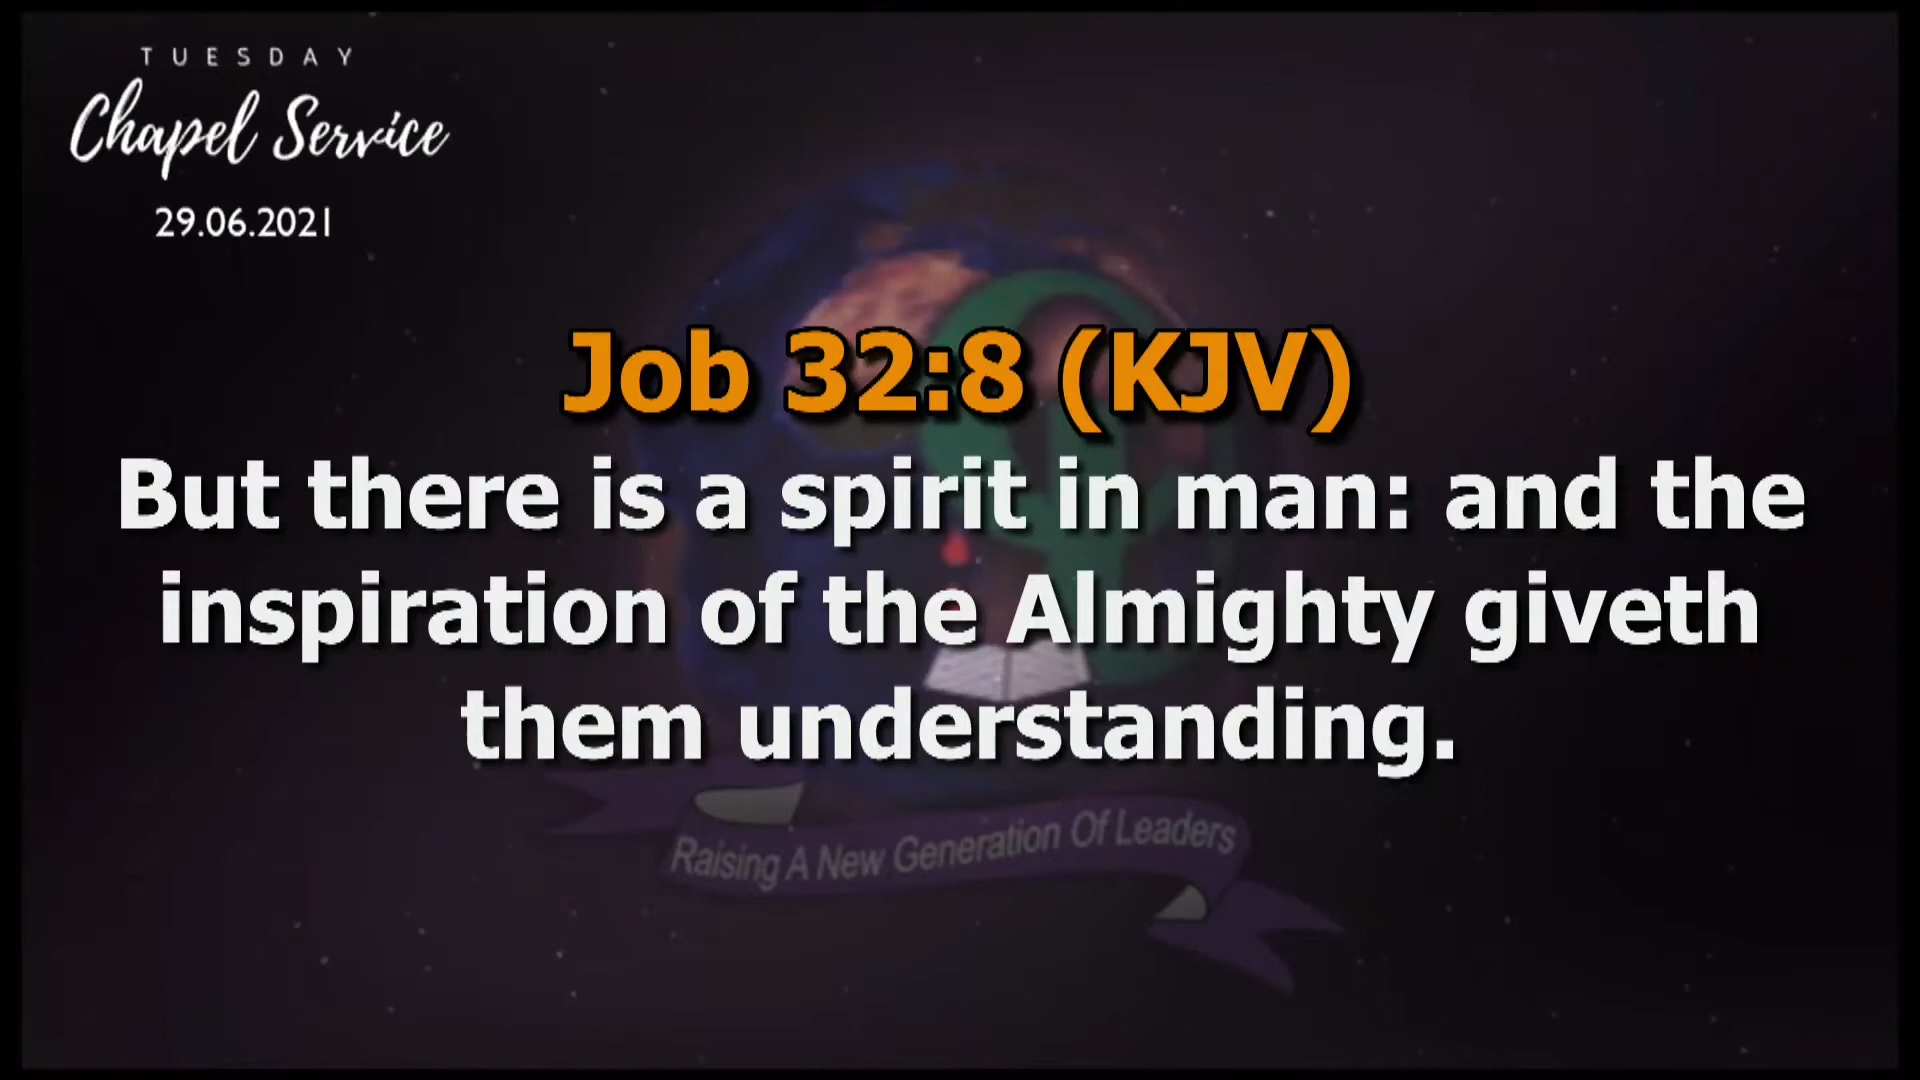 TUESDAY
Chapel Service
29.06.2021
Job 32:8 (KJV)
But there is a spirit in man: and the
inspiration of the Almighty giveth
them understanding.
Raising A New Generation Of Leaders